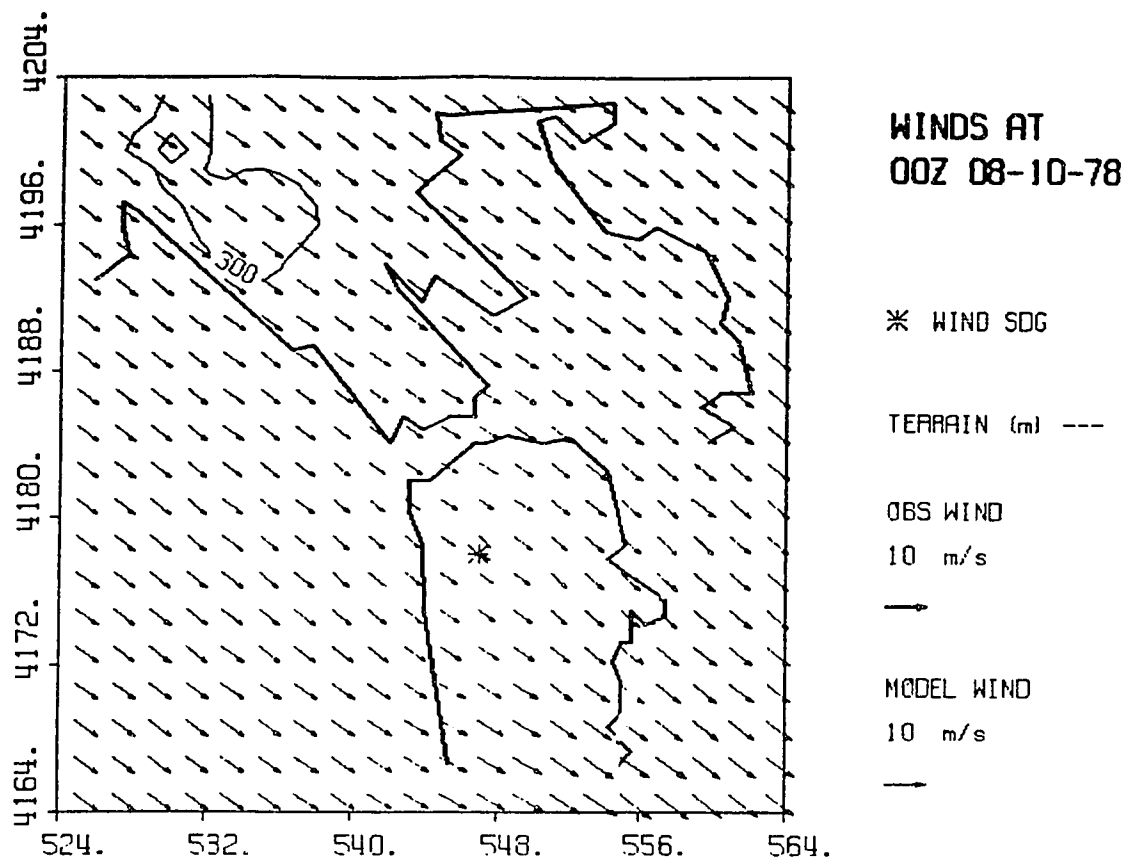 4204.
4196.
4188.
4180.
4172.
4164.
524. 532. 540. 548. 556. 564.
300
WINDS AT
00Z 08-10-78
WIND SDG
TERRAIN (m) ---
OBS WIND
10 m/s
MODEL WIND
10 m/s